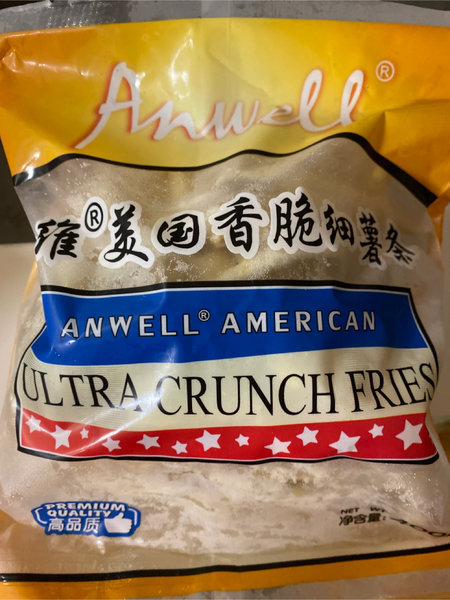 Anwell®
雅®美国香脆细薯条
ANWELL® AMERICAN
ULTRA CRUNCH FRIES
PREMIUM
QUALITY
高品质
NET
净含量